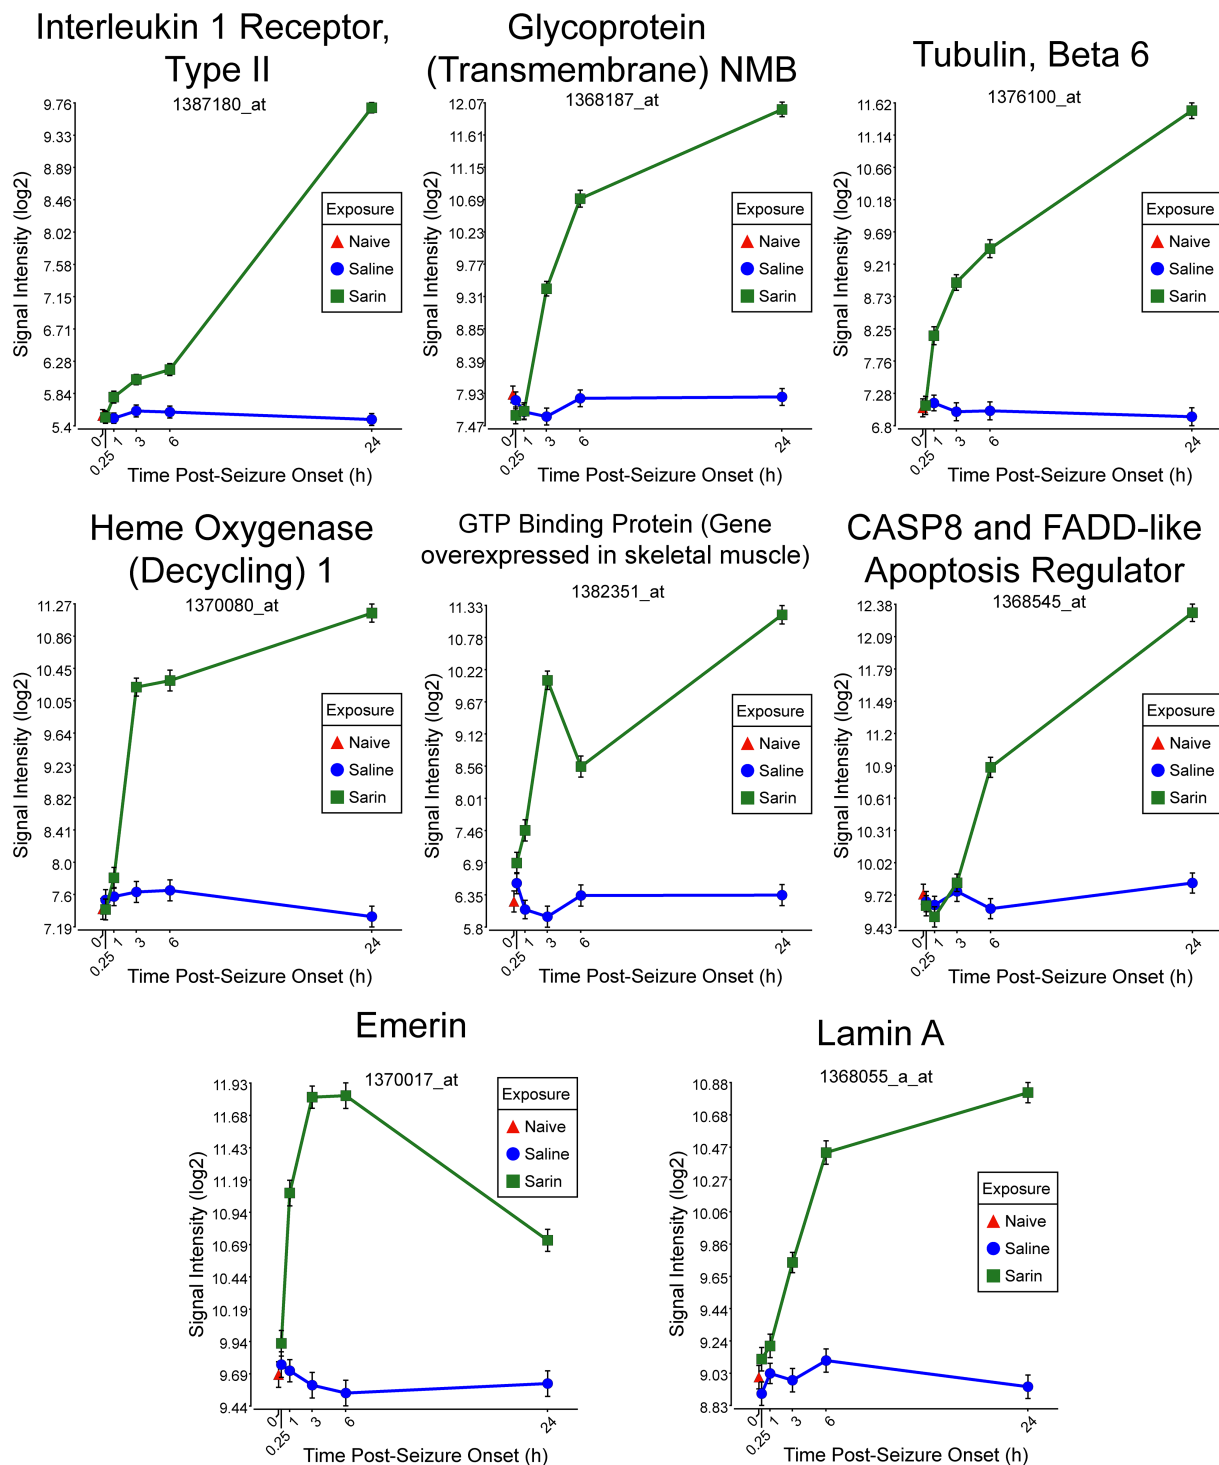 Interleukin 1 Receptor,
Type II
1387180_at
Signal Intensity (log2)
9.76
9.33
8.89
8.46
8.02
7.58
7.15
6.71
6.28
5.84
5.4
Exposure
Naive
Saline
Sarin
0 0.25 1 3 6 24
Time Post-Seizure Onset (h)
Glycoprotein
(Transmembrane) NMB
1368187_at
Signal Intensity (log2)
12.07
11.61
11.15
10.69
10.23
9.77
9.31
8.85
8.39
7.93
7.47
Exposure
Naive
Saline
Sarin
0 0.25 1 3 6 24
Time Post-Seizure Onset (h)
Tubulin, Beta 6
1376100_at
Signal Intensity (log2)
11.62
11.14
10.66
10.18
9.69
9.21
8.73
8.25
7.76
7.28
6.8
Exposure
Naive
Saline
Sarin
0 0.25 1 3 6 24
Time Post-Seizure Onset (h)
Heme Oxygenase
(Decycling) 1
1370080_at
Signal Intensity (log2)
11.27
10.86
10.45
10.05
9.64
9.23
8.82
8.41
8.0
7.6
7.19
Exposure
Naive
Saline
Sarin
0 0.25 1 3 6 24
Time Post-Seizure Onset (h)
GTP Binding Protein (Gene
overexpressed in skeletal muscle)
1382351_at
Signal Intensity (log2)
11.33
10.78
10.22
9.67
9.12
8.56
8.01
7.46
6.9
6.35
5.8
Exposure
Naive
Saline
Sarin
0 0.25 1 3 6 24
Time Post-Seizure Onset (h)
CASP8 and FADD-like
Apoptosis Regulator
1368545_at
Signal Intensity (log2)
12.38
12.09
11.79
11.49
11.2
10.9
10.61
10.31
10.02
9.72
9.43
Exposure
Naive
Saline
Sarin
0 0.25 1 3 6 24
Time Post-Seizure Onset (h)
Emerin
1370017_at
Signal Intensity (log2)
11.93
11.68
11.43
11.19
10.94
10.69
10.44
10.19
9.94
9.69
9.44
Exposure
Naive
Saline
Sarin
0 0.25 1 3 6 24
Time Post-Seizure Onset (h)
Lamin A
1368055_a_at
Signal Intensity (log2)
10.88
10.68
10.47
10.27
10.06
9.86
9.65
9.44
9.24
9.03
8.83
Exposure
Naive
Saline
Sarin
0 0.25 1 3 6 24
Time Post-Seizure Onset (h)